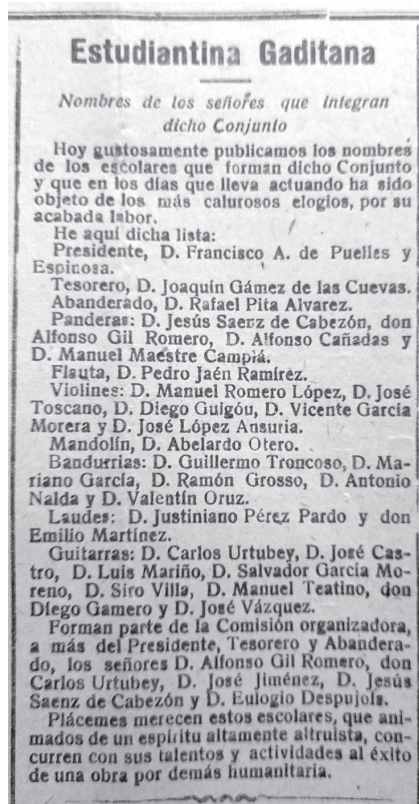 Estudiantina Gaditana
Nombres de los señores que integran
dicho Conjunto
Hoy gustosamente publicamos los nombres
de los escolares que forman dicho Conjunto
y que en los días que lleva actuando ha sido
objeto de los más calurosos elogios, por su
acabada labor.
He aquí dicha lista:
Presidente, D. Francisco A. de Puelles y
Espinosa.
Tesorero, D. Joaquín Gámez de las Cuevas.
Abanderado, D. Rafael Pita Alvarez.
Panderas: D. Jesús Saenz de Cabezón, don
Alfonso Gil Romero, D. Alfonso Cañadas y
D. Manuel Maestre Campiá.
Flauta, D. Pedro Jaén Ramírez.
Violines: D. Manuel Romero López, D. José
Toscano, D. Diego Guigóu, D. Vicente García
Morera y D. José López Ansuria.
Mandolín, D. Abelardo Otero.
Bandurrias: D. Guillermo Troncoso, D. Ma-
riano García, D. Ramón Grosso, D. Antonio
Nalda y D. Valentín Oruz.
Laudes: D. Justiniano Pérez Pardo y don
Emilio Martínez.
Guitarras: D. Carlos Urtubey, D. José Cas-
tro, D. Luis Mariño, D. Salvador García Mo-
reno, D. Siro Villa, D. Manuel Teatino, don
Diego Gamero y D. José Vázquez.
Forman parte de la Comisión organizadora,
a más del Presidente, Tesorero y Abandera-
do, los señores D. Alfonso Gil Romero, don
Carlos Urtubey, D. José Jiménez, D. Jesús
Saenz de Cabezón y D. Eulogio Despujols.
Plácemes merecen estos escolares, que ani-
mados de un espíritu altamente altruista, con-
curren con sus talentos y actividades al éxito
de una obra por demás humanitaria.